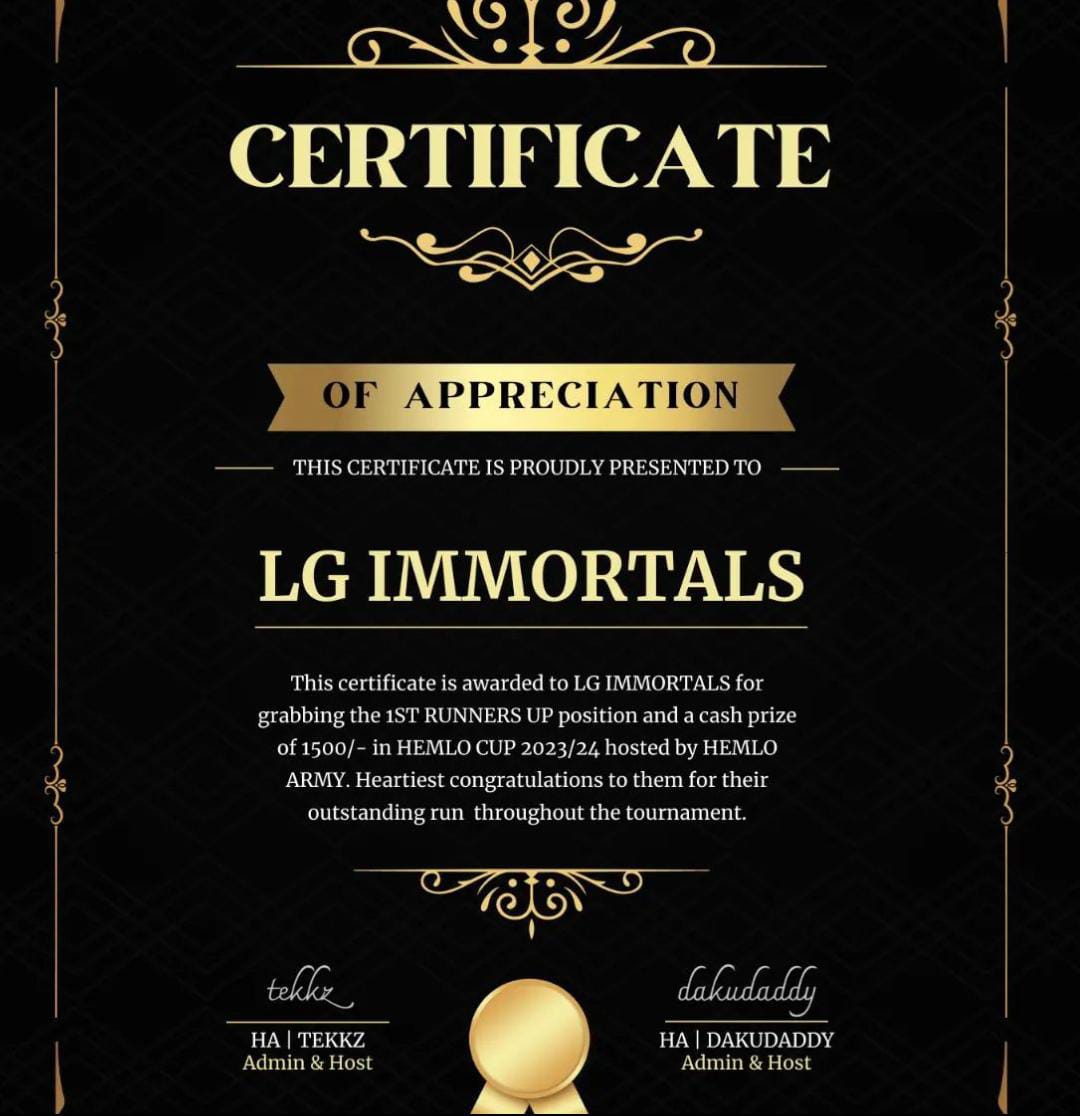 CERTIFICATE
OF APPRECIATION
THIS CERTIFICATE IS PROUDLY PRESENTED TO
LG IMMORTALS
This certificate is awarded to LG IMMORTALS for
grabbing the 1ST RUNNERS UP position and a cash prize
of 1500/- in HEMLO CUP 2023/24 hosted by HEMLO
ARMY. Heartiest congratulations to them for their
outstanding run throughout the tournament.
tekkz
HA | TEKKZ
Admin & Host
dakudaddy
HA | DAKUDADDY
Admin & Host